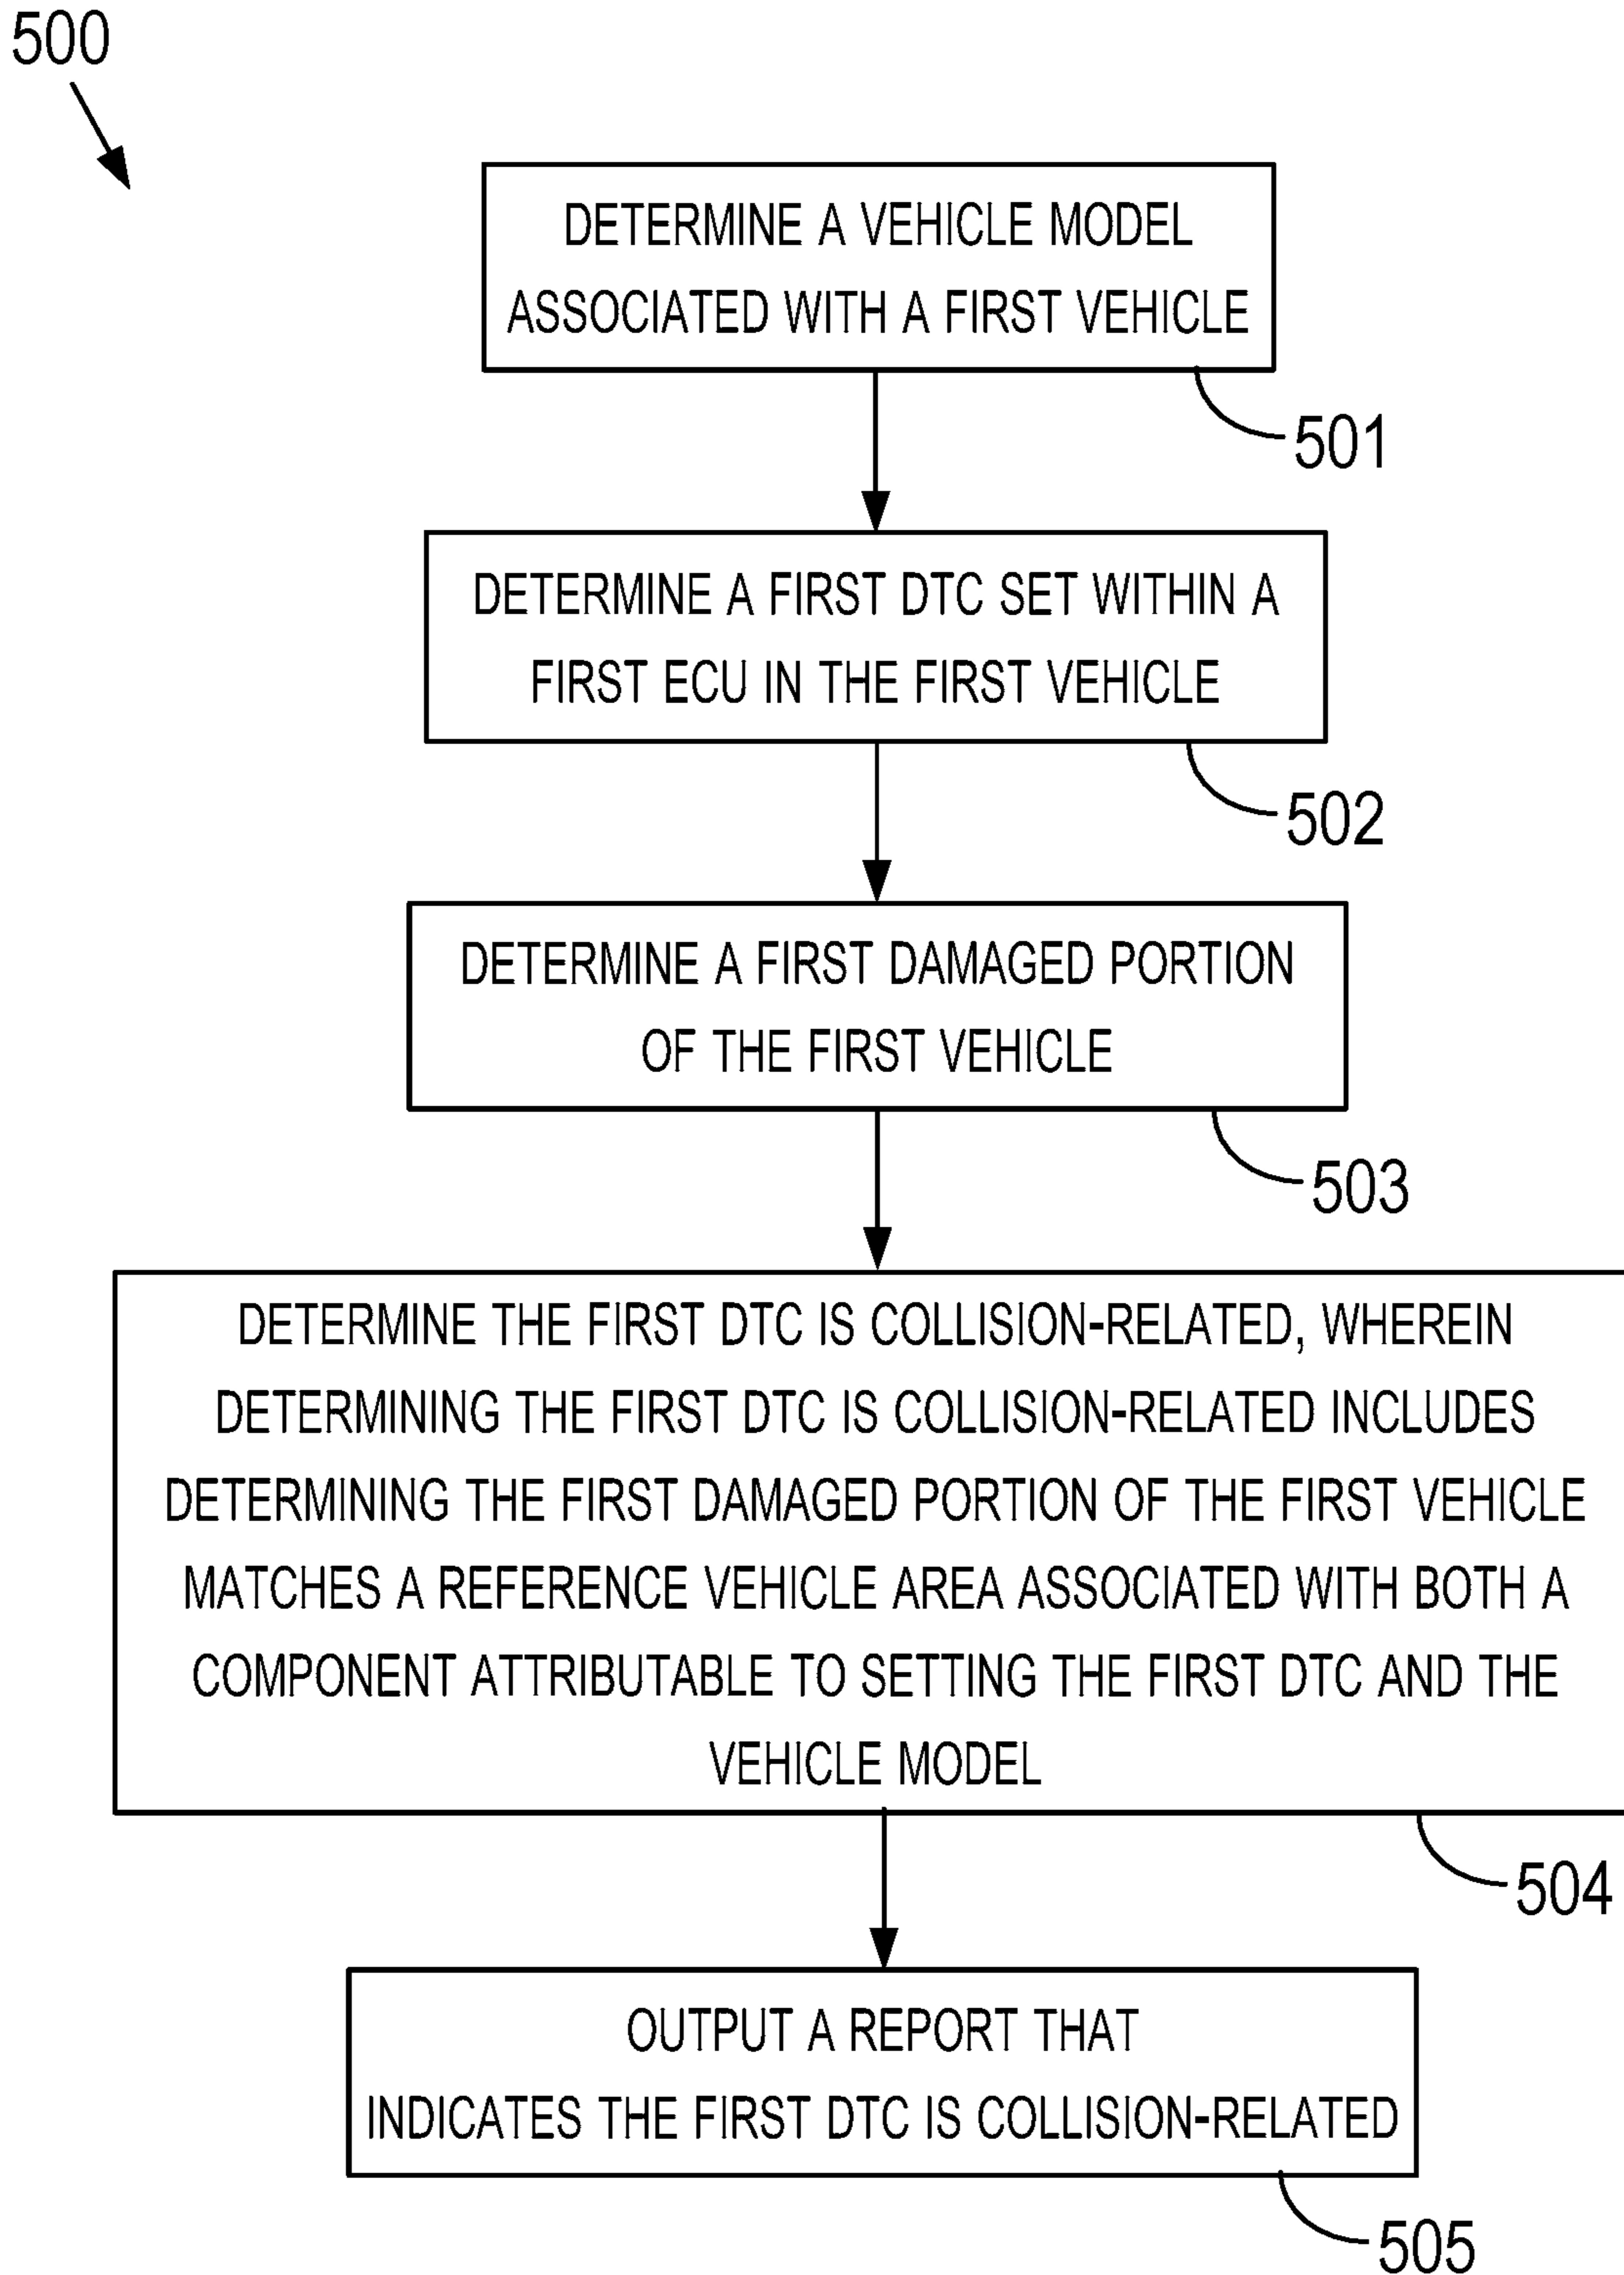 500
DETERMINE A VEHICLE MODEL
ASSOCIATED WITH A FIRST VEHICLE
501
DETERMINE A FIRST DTC SET WITHIN A
FIRST ECU IN THE FIRST VEHICLE
502
DETERMINE A FIRST DAMAGED PORTION
OF THE FIRST VEHICLE
503
DETERMINE THE FIRST DTC IS COLLISION-RELATED, WHEREIN
DETERMINING THE FIRST DTC IS COLLISION-RELATED INCLUDES
DETERMINING THE FIRST DAMAGED PORTION OF THE FIRST VEHICLE
MATCHES A REFERENCE VEHICLE AREA ASSOCIATED WITH BOTH A
COMPONENT ATTRIBUTABLE TO SETTING THE FIRST DTC AND THE
VEHICLE MODEL
504
OUTPUT A REPORT THAT
INDICATES THE FIRST DTC IS COLLISION-RELATED
505